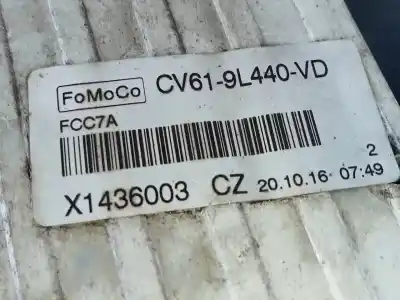 FoMoCo CV61-9L440-VD
FCC7A
2
X1436003 CZ 20.10.16 07:49